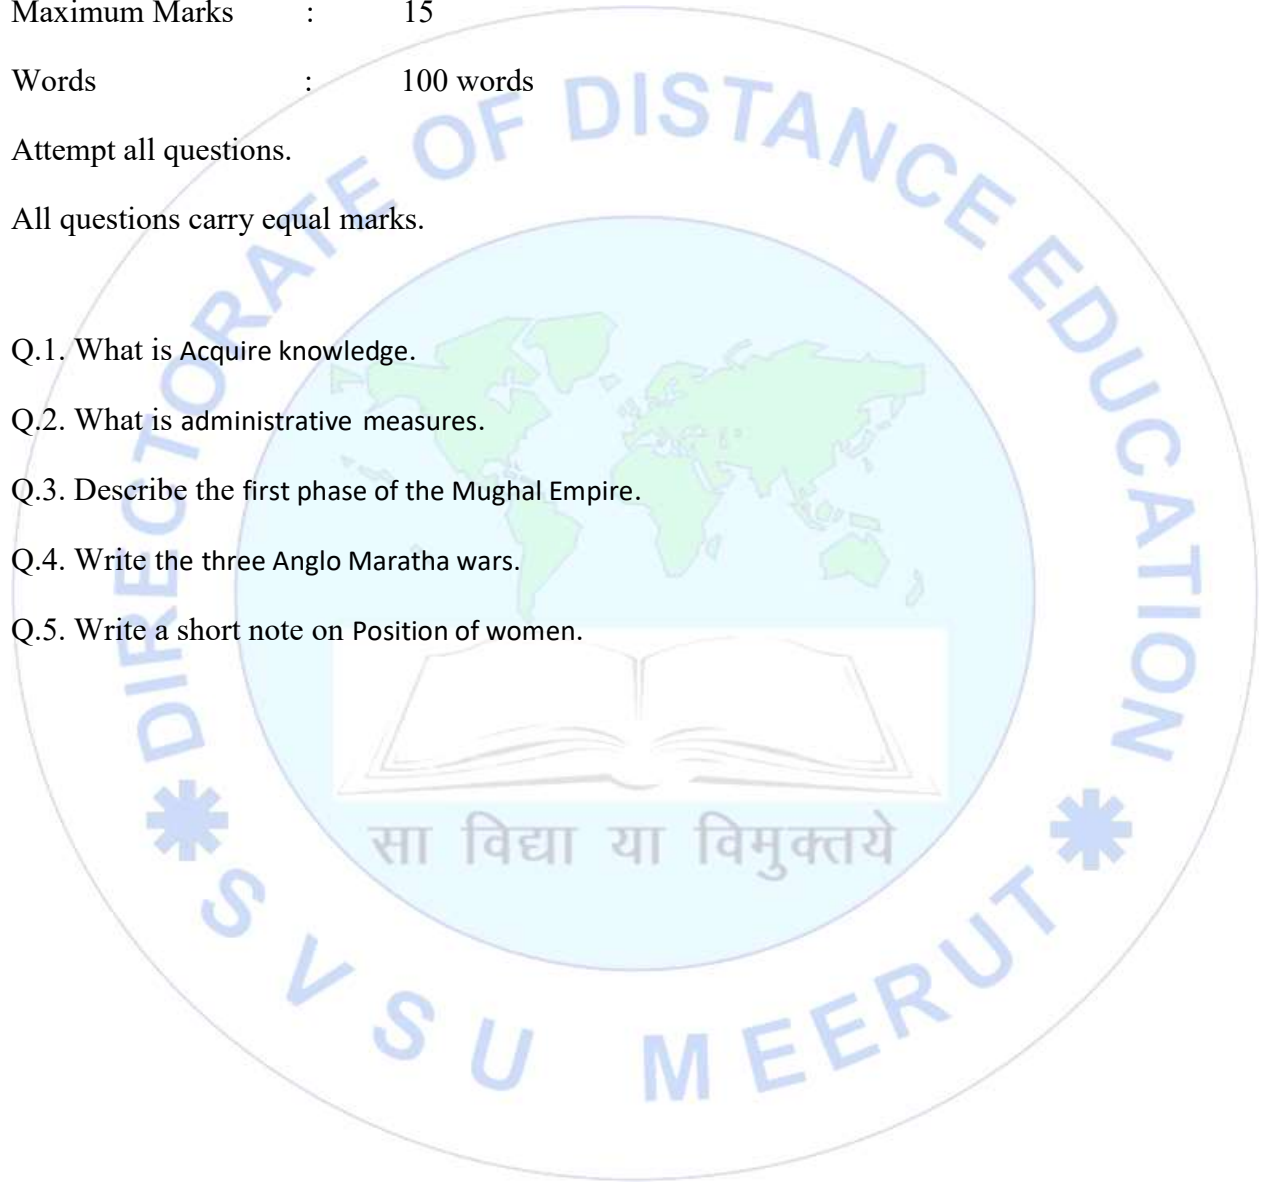 Maximum Marks : 15
Words : 100 words
Attempt all questions.
All questions carry equal marks.
Q.1. What is Acquire knowledge.
Q.2. What is administrative measures.
Q.3. Describe the first phase of the Mughal Empire.
Q.4. Write the three Anglo Maratha wars.
Q.5. Write a short note on Position of women.
DIRECTORATE OF DISTANCE EDUCATION
सा विद्या या विमुक्तये
SVSU MEERUT